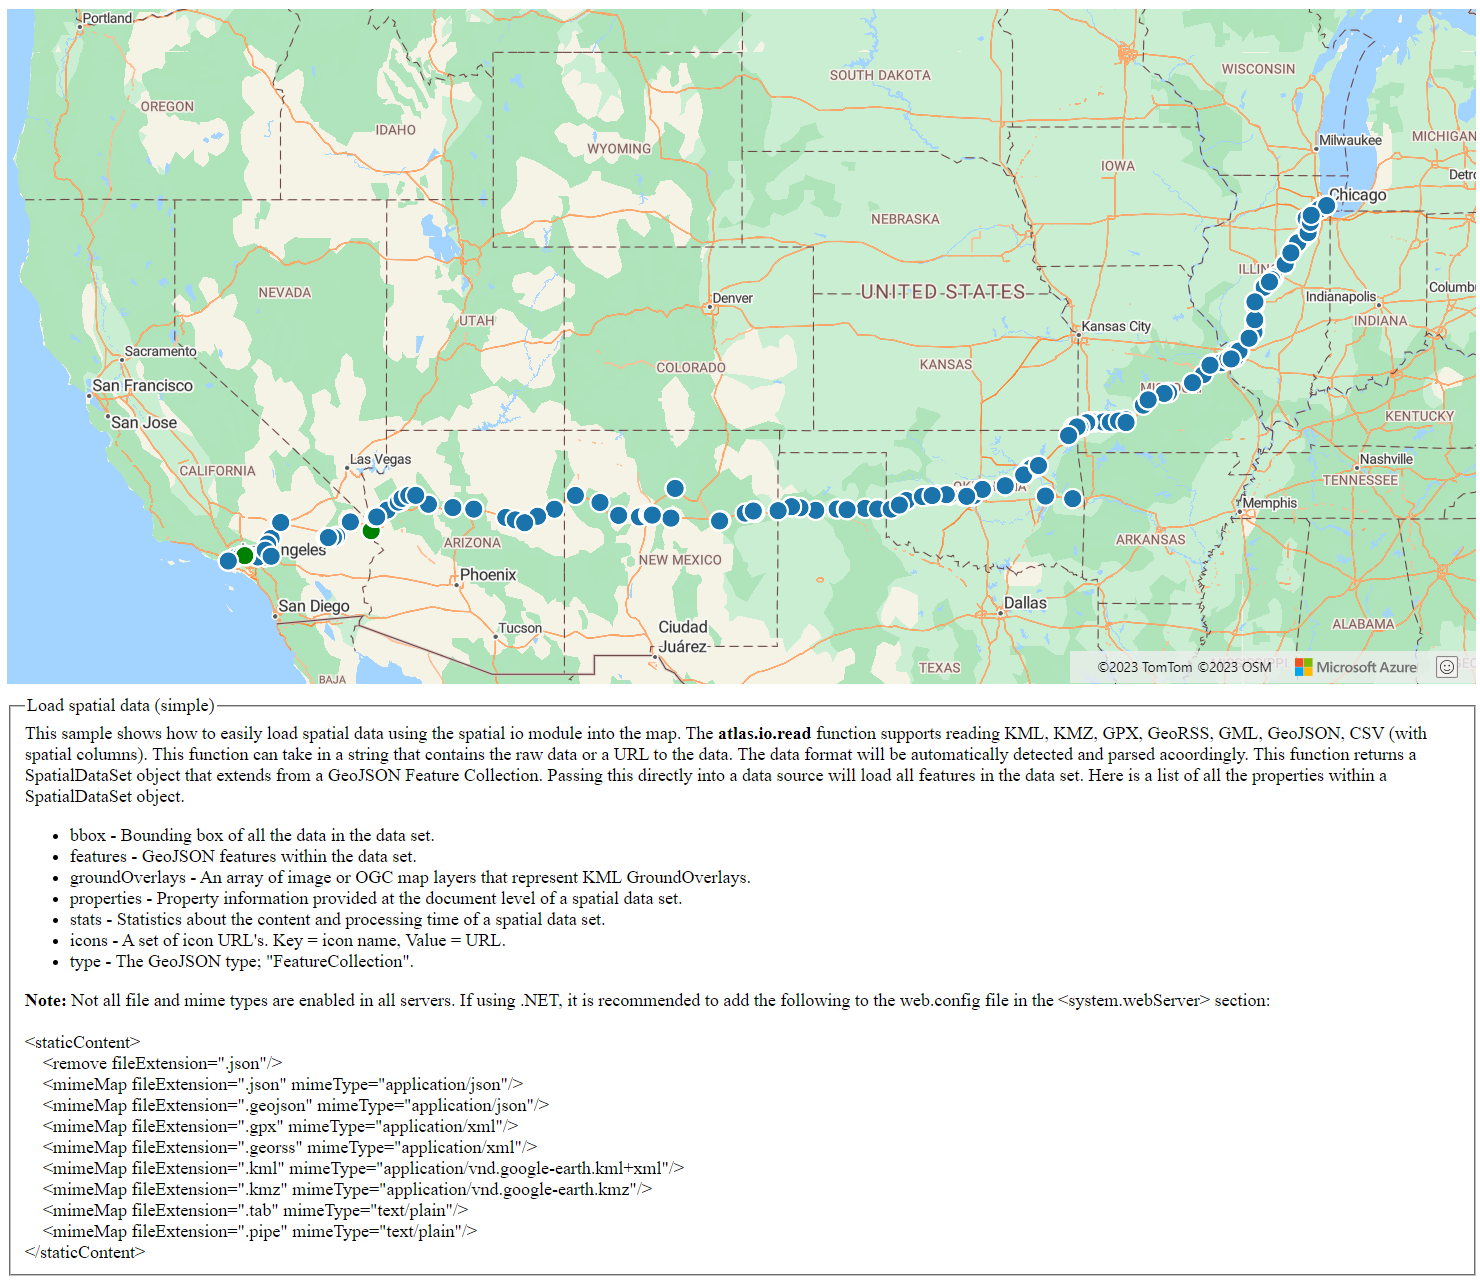 Portland
SOUTH DAKOTA
WISCONSIN
OREGON
IDAHO
WYOMING
Milwaukee
MICHIGAN
IOWA
Chicago
NEBRASKA
NEVADA
UTAH
Denver
UNITED STATES
Indianapolis
INDIANA
Kansas City
Sacramento
San Francisco
San Jose
COLORADO
KANSAS
KENTUCKY
CALIFORNIA
Las Vegas
Nashville
TENNESSEE
Memphis
ARIZONA
NEW MEXICO
ARKANSAS
Phoenix
San Diego
Dallas
Tucson
Ciudad
Juárez
ALABAMA
TEXAS
BAJA
©2023 TomTom ©2023 OSM Microsoft Azure
Load spatial data (simple)
This sample shows how to easily load spatial data using the spatial io module into the map. The atlas.io.read function supports reading KML, KMZ, GPX, GeoRSS, GML, GeoJSON, CSV (with
spatial columns). This function can take in a string that contains the raw data or a URL to the data. The data format will be automatically detected and parsed acoordingly. This function returns a
SpatialDataSet object that extends from a GeoJSON Feature Collection. Passing this directly into a data source will load all features in the data set. Here is a list of all the properties within a
SpatialDataSet object.
• bbox - Bounding box of all the data in the data set.
• features - GeoJSON features within the data set.
• groundOverlays - An array of image or OGC map layers that represent KML GroundOverlays.
• properties - Property information provided at the document level of a spatial data set.
• stats - Statistics about the content and processing time of a spatial data set.
• icons - A set of icon URL's. Key = icon name, Value = URL.
• type - The GeoJSON type; "FeatureCollection".
Note: Not all file and mime types are enabled in all servers. If using .NET, it is recommended to add the following to the web.config file in the <system.webServer> section:
<staticContent>
<remove fileExtension=".json"/>
<mimeMap fileExtension=".json" mimeType="application/json"/>
<mimeMap fileExtension=".geojson" mimeType="application/json"/>
<mimeMap fileExtension=".gpx" mimeType="application/xml"/>
<mimeMap fileExtension=".georss" mimeType="application/xml"/>
<mimeMap fileExtension=".kml" mimeType="application/vnd.google-earth.kml+xml"/>
<mimeMap fileExtension=".kmz" mimeType="application/vnd.google-earth.kmz"/>
<mimeMap fileExtension=".tab" mimeType="text/plain"/>
<mimeMap fileExtension=".pipe" mimeType="text/plain"/>
</staticContent>